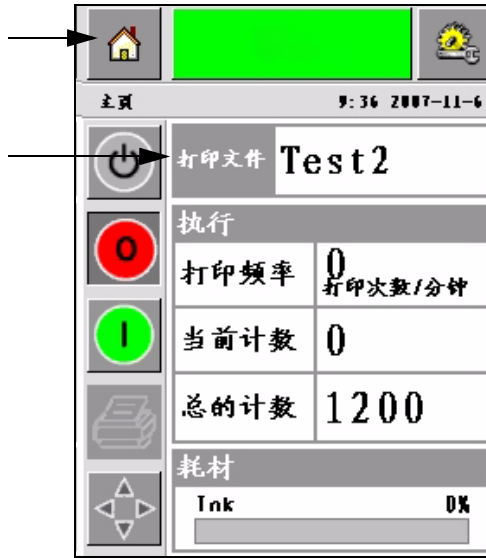 主页 9:36 2007-11-6
打印文件 Test2
执行
打印频率 0 打印次数/分钟
当前计数 0
总的计数 1200
耗材
Ink 0%